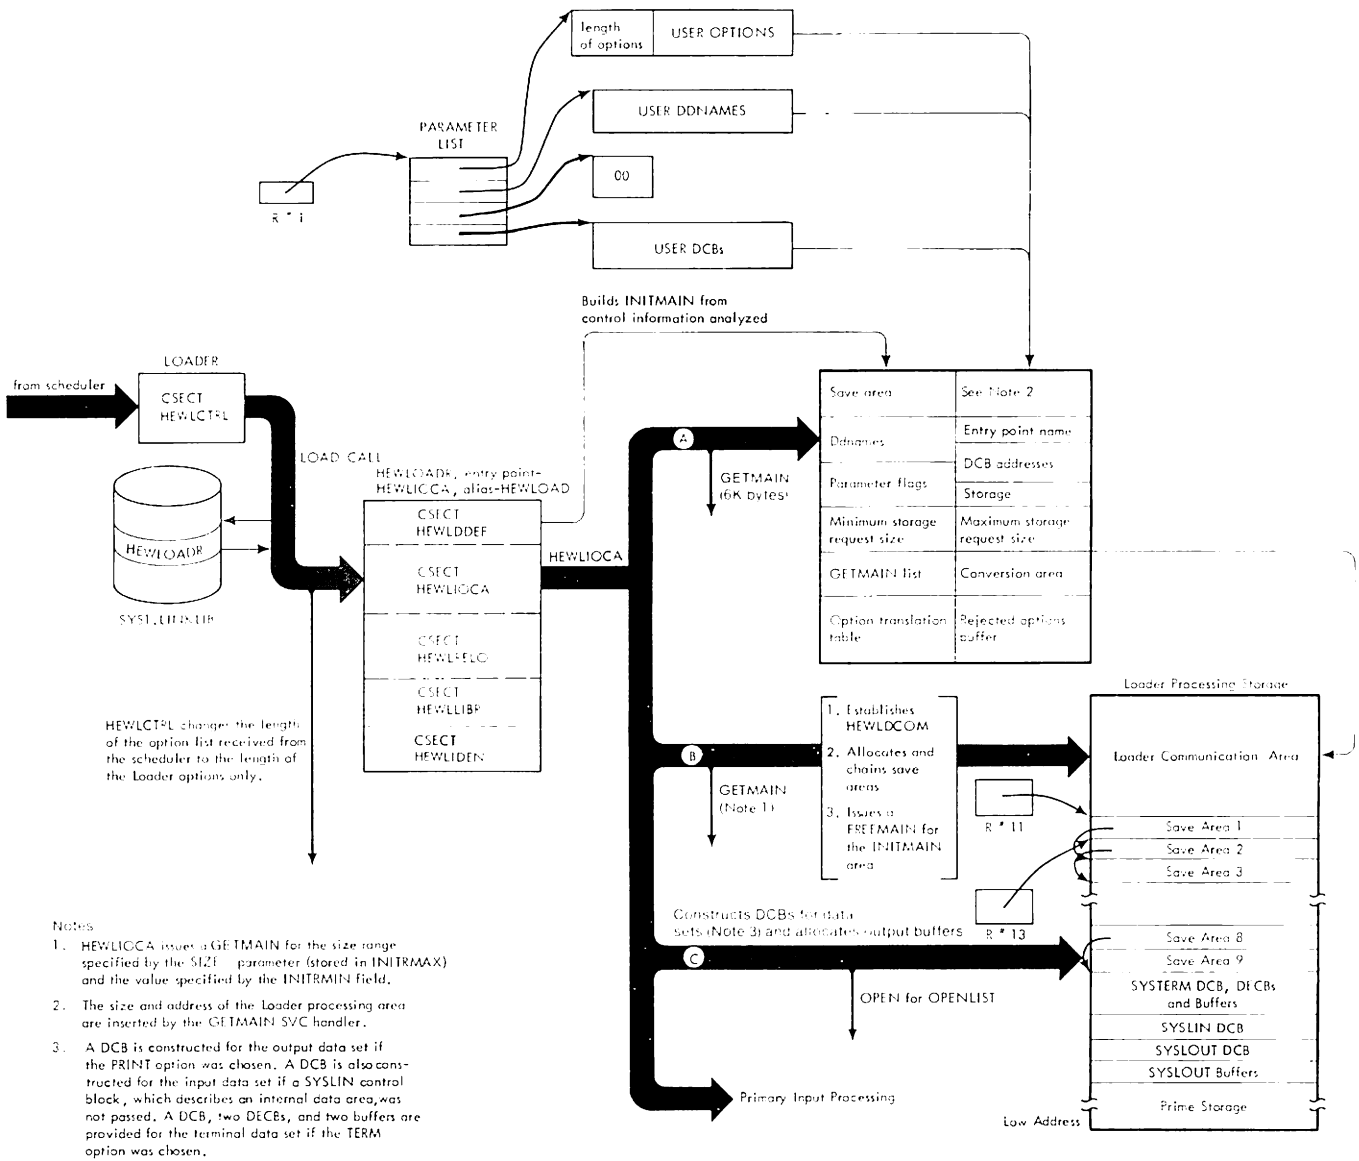 length
of options
USER OPTIONS
USER DDNAMES
PARAMETER
LIST
00
R # 1
USER DCBs
Builds INITMAIN from
control information analyzed
LOADER
from scheduler
CSECT
HEWLCTRL
LOAD CALL
HEWLOADR, entry point-
HEWLIOCA, alias-HEWLOAD
CSECT
HEWLDDEF
CSECT
HEWLIOCA
CSECT
HEWLRELO
CSECT
HEWLLIBR
CSECT
HEWLIDEN
HEWLOADR
SYS1.LINKLIB
HEWLIOCA
A
GETMAIN
(6K bytes)
Save area
See Note 2
Ddnames
Entry point name
DCB addresses
Parameter flags
Storage
Minimum storage
request size
Maximum storage
request size
GETMAIN list
Conversion area
Option translation
table
Rejected options
buffer
HEWLCTRL changes the length
of the option list received from
the scheduler to the length of
the Loader options only.
B
GETMAIN
(Note 1)
1. Establishes
HEWLDCOM
2. Allocates and
chains save
areas
3. Issues a
FREEMAIN for
the INITMAIN
area
R # 11
R # 13
Loader Processing Storage
Loader Communication Area
Save Area 1
Save Area 2
Save Area 3
Save Area 8
Save Area 9
SYSTERM DCB, DECBs
and Buffers
SYSLIN DCB
SYSLOUT DCB
SYSLOUT Buffers
Prime Storage
Low Address
Constructs DCBs for data
sets (Note 3) and allocates output buffers
C
OPEN for OPENLIST
Primary Input Processing
Notes
1. HEWLIOCA issues a GETMAIN for the size range
specified by the SIZE parameter (stored in INITRMAX)
and the value specified by the INITRMIN field.
2. The size and address of the Loader processing area
are inserted by the GETMAIN SVC handler.
3. A DCB is constructed for the output data set if
the PRINT option was chosen. A DCB is also cons-
tructed for the input data set if a SYSLIN control
block, which describes an internal data area, was
not passed. A DCB, two DECBs, and two buffers are
provided for the terminal data set if the TERM
option was chosen.